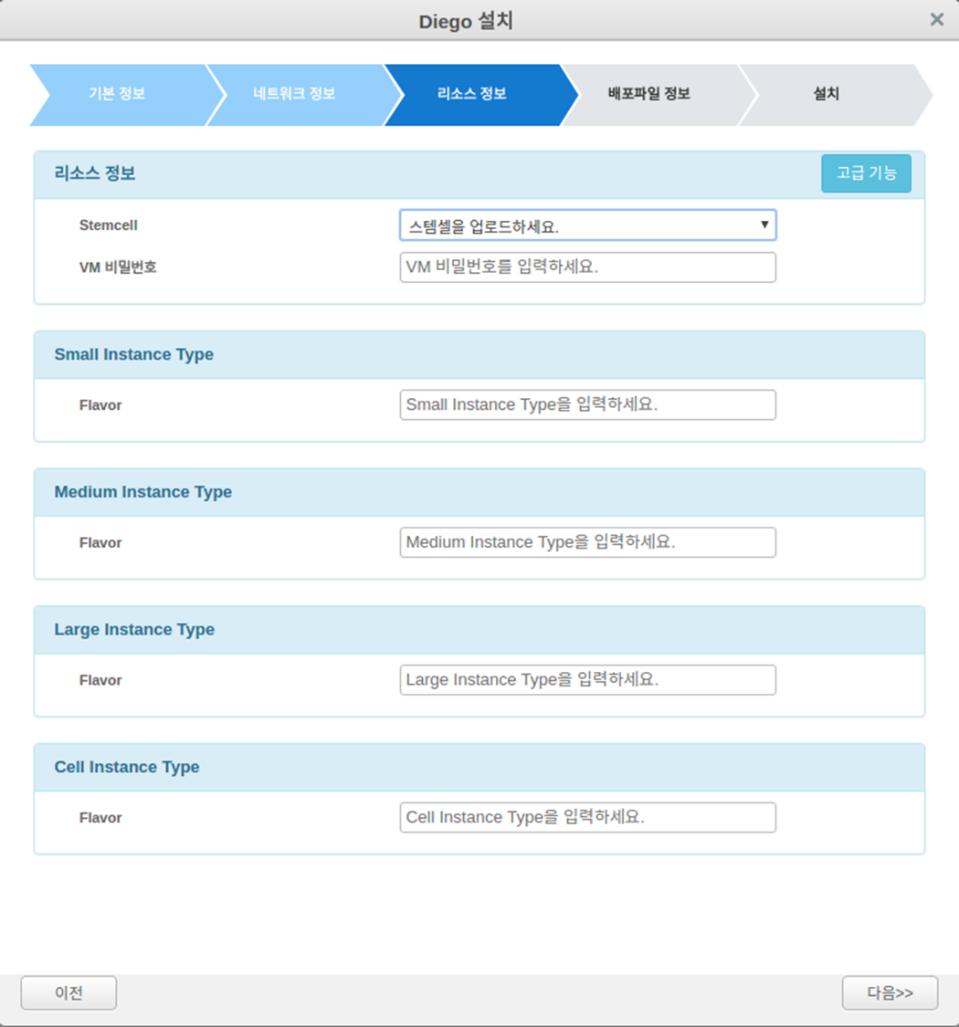 Diego 설치
기본 정보
네트워크 정보
리소스 정보
배포파일 정보
설치
리소스 정보
고급 기능
Stemcell
스템셀을 업로드하세요.
VM 비밀번호
VM 비밀번호를 입력하세요.
Small Instance Type
Flavor
Small Instance Type을 입력하세요.
Medium Instance Type
Flavor
Medium Instance Type을 입력하세요.
Large Instance Type
Flavor
Large Instance Type을 입력하세요.
Cell Instance Type
Flavor
Cell Instance Type을 입력하세요.
이전
다음>>